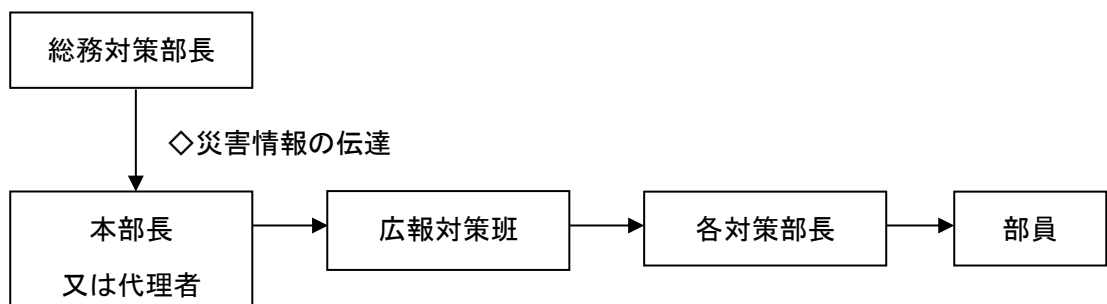 総務対策部長
◇災害情報の伝達
本部長
又は代理者
広報対策班
各対策部長
部員